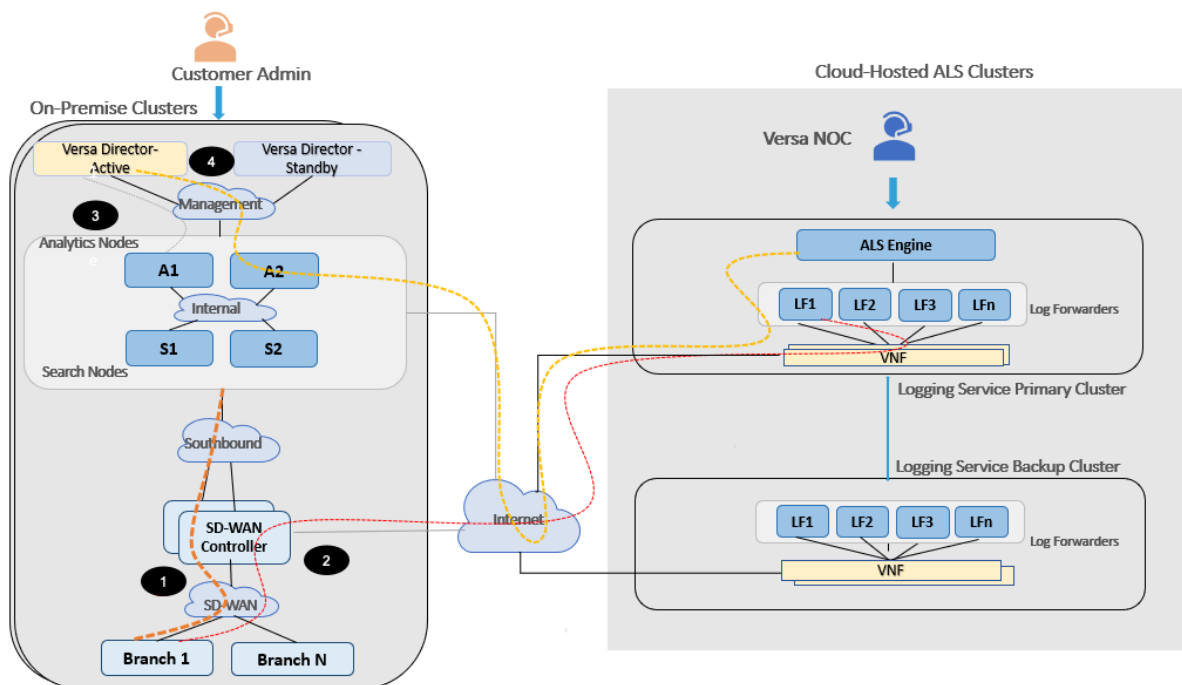 Customer Admin
Cloud-Hosted ALS Clusters
On-Premise Clusters
Versa NOC
Versa Director-
Active
4
Versa Director -
Standby
Management
3
Analytics Nodes
e
A1
A2
Internal
S1
S2
Search Nodes
ALS Engine
LF1
LF2
LF3
LFn
Log Forwarders
VNF
Logging Service Primary Cluster
Southbound
Logging Service Backup Cluster
Internet
SD-WAN
Controller
2
1
SD-WAN
LF1
LF2
LF3
LFn
Log Forwarders
VNF
Branch 1
Branch N